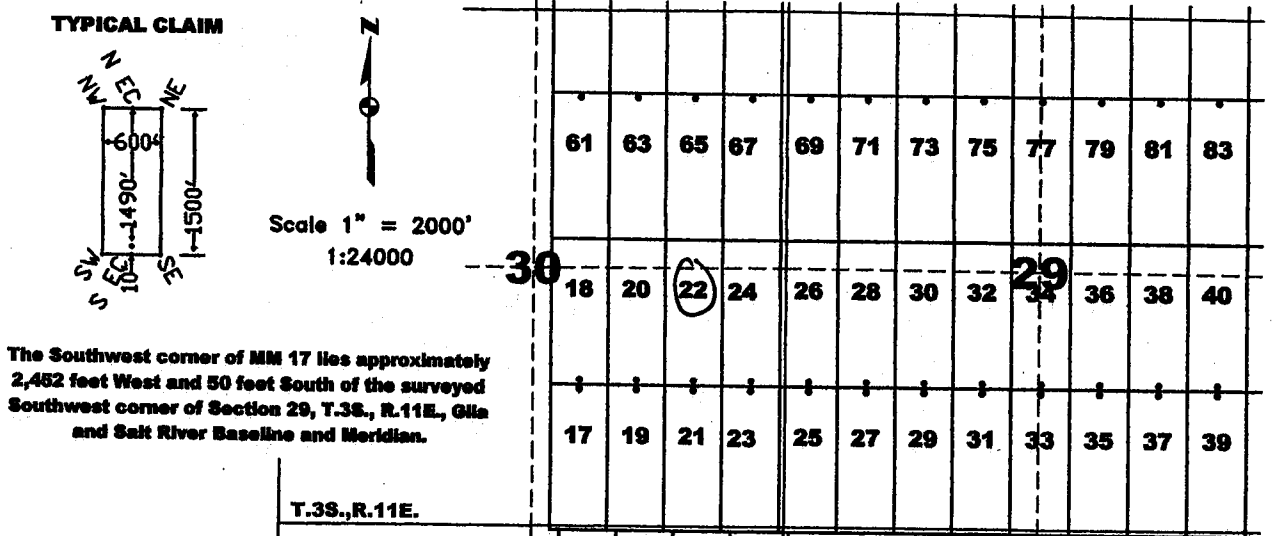 TYPICAL CLAIM
N
NW
N EC
NE
600'
1490'
1500'
SW
S EC
10'
SE
Scale 1" = 2000'
1:24000
The Southwest corner of MM 17 lies approximately
2,452 feet West and 50 feet South of the surveyed
Southwest corner of Section 29, T.3S., R.11E., Gila
and Salt River Baseline and Meridian.
T.3S.,R.11E.
61 63 65 67 69 71 73 75 77 79 81 83
30 29
18 20 22 24 26 28 30 32 34 36 38 40
17 19 21 23 25 27 29 31 33 35 37 39